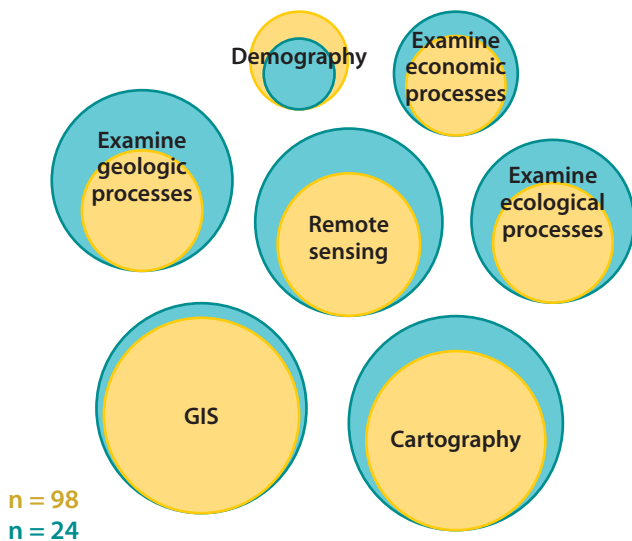 Demography
Examine
economic
processes
Examine
geologic
processes
Remote
sensing
Examine
ecological
processes
GIS
Cartography
n = 98
n = 24